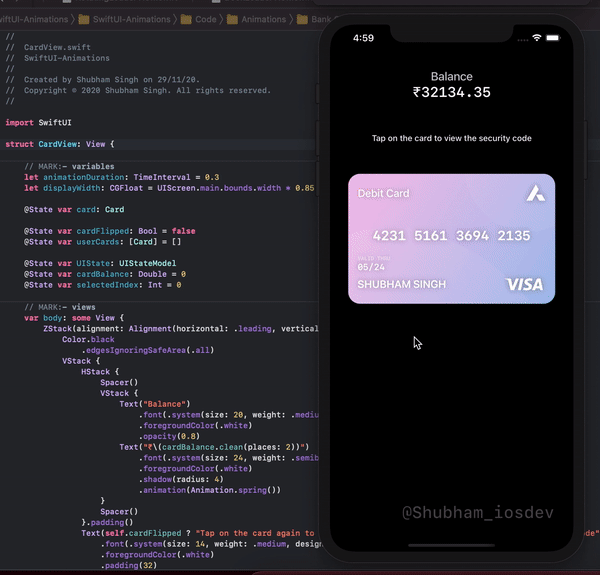 SwiftUI-Animations
SwiftUI-Animations
Code
Animations
Bank
//
// CardView.swift
// SwiftUI-Animations
//
// Created by Shubham Singh on 29/11/20.
// Copyright © 2020 Shubham Singh. All rights reserved.
//
import SwiftUI
struct CardView: View {
// MARK:- variables
let animationDuration: TimeInterval = 0.3
let displayWidth: CGFloat = UIScreen.main.bounds.width * 0.85
@State var card: Card
@State var cardFlipped: Bool = false
@State var userCards: [Card] = []
@State var UIState: UIStateModel
@State var cardBalance: Double = 0
@State var selectedIndex: Int = 0
// MARK:- views
var body: some View {
ZStack(alignment: Alignment(horizontal: .leading, vertical
Color.black
.edgesIgnoringSafeArea(.all)
VStack {
HStack {
Spacer()
VStack {
Text("Balance")
.font(.system(size: 20, weight: .mediu
.foregroundColor(.white)
.opacity(0.8)
Text("₹\(cardBalance.clean(places: 2))")
.font(.system(size: 24, weight: .semib
.foregroundColor(.white)
.shadow(radius: 4)
.animation(Animation.spring())
}
Spacer()
}.padding()
Text(self.cardFlipped ? "Tap on the card again to
.font(.system(size: 14, weight: .medium, design
.foregroundColor(.white)
.padding(32)
4:59
Balance
₹32134.35
Tap on the card to view the security code
Debit Card
4231 5161 3694 2135
VALID THRU
05/24
SHUBHAM SINGH
VISA
@Shubham_iosdev